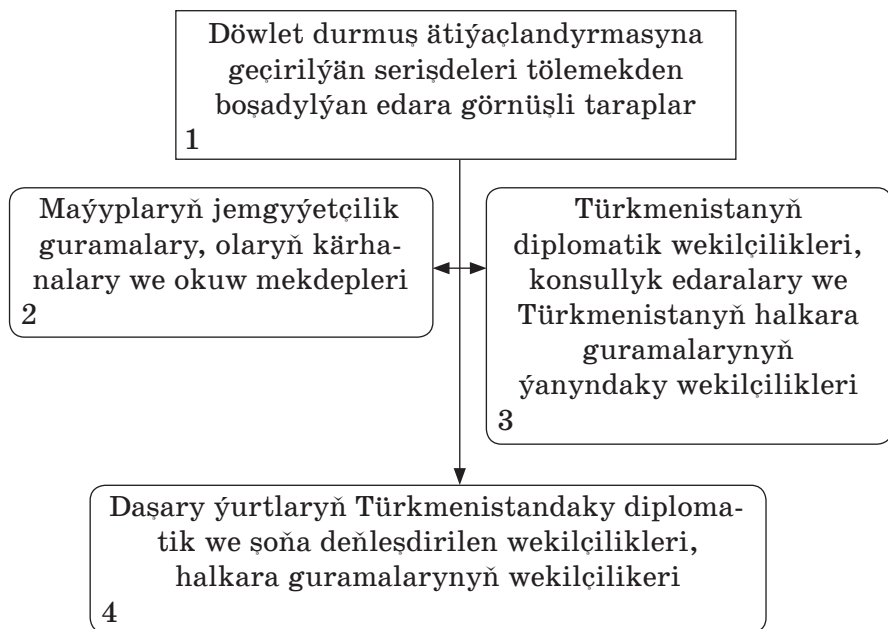 Döwlet durmuş ätiýaçlandyrmasyna
geçirilýän serişdeleri tölemekden
boşadylýan edara görnüşli taraplar
1
Maýyplaryň jemgyýetçilik
guramalary, olaryň kärha-
nalary we okuw mekdepleri
2
Türkmenistanyň
diplomatik wekilçilikleri,
konsullyk edaralary we
Türkmenistanyň halkara
guramalarynyň
ýanyndaky wekilçilikleri
3
Daşary ýurtlaryň Türkmenistandaky diploma-
tik we şoňa deňleşdirilen wekilçilikleri,
halkara guramalarynyň wekilçilikeri
4